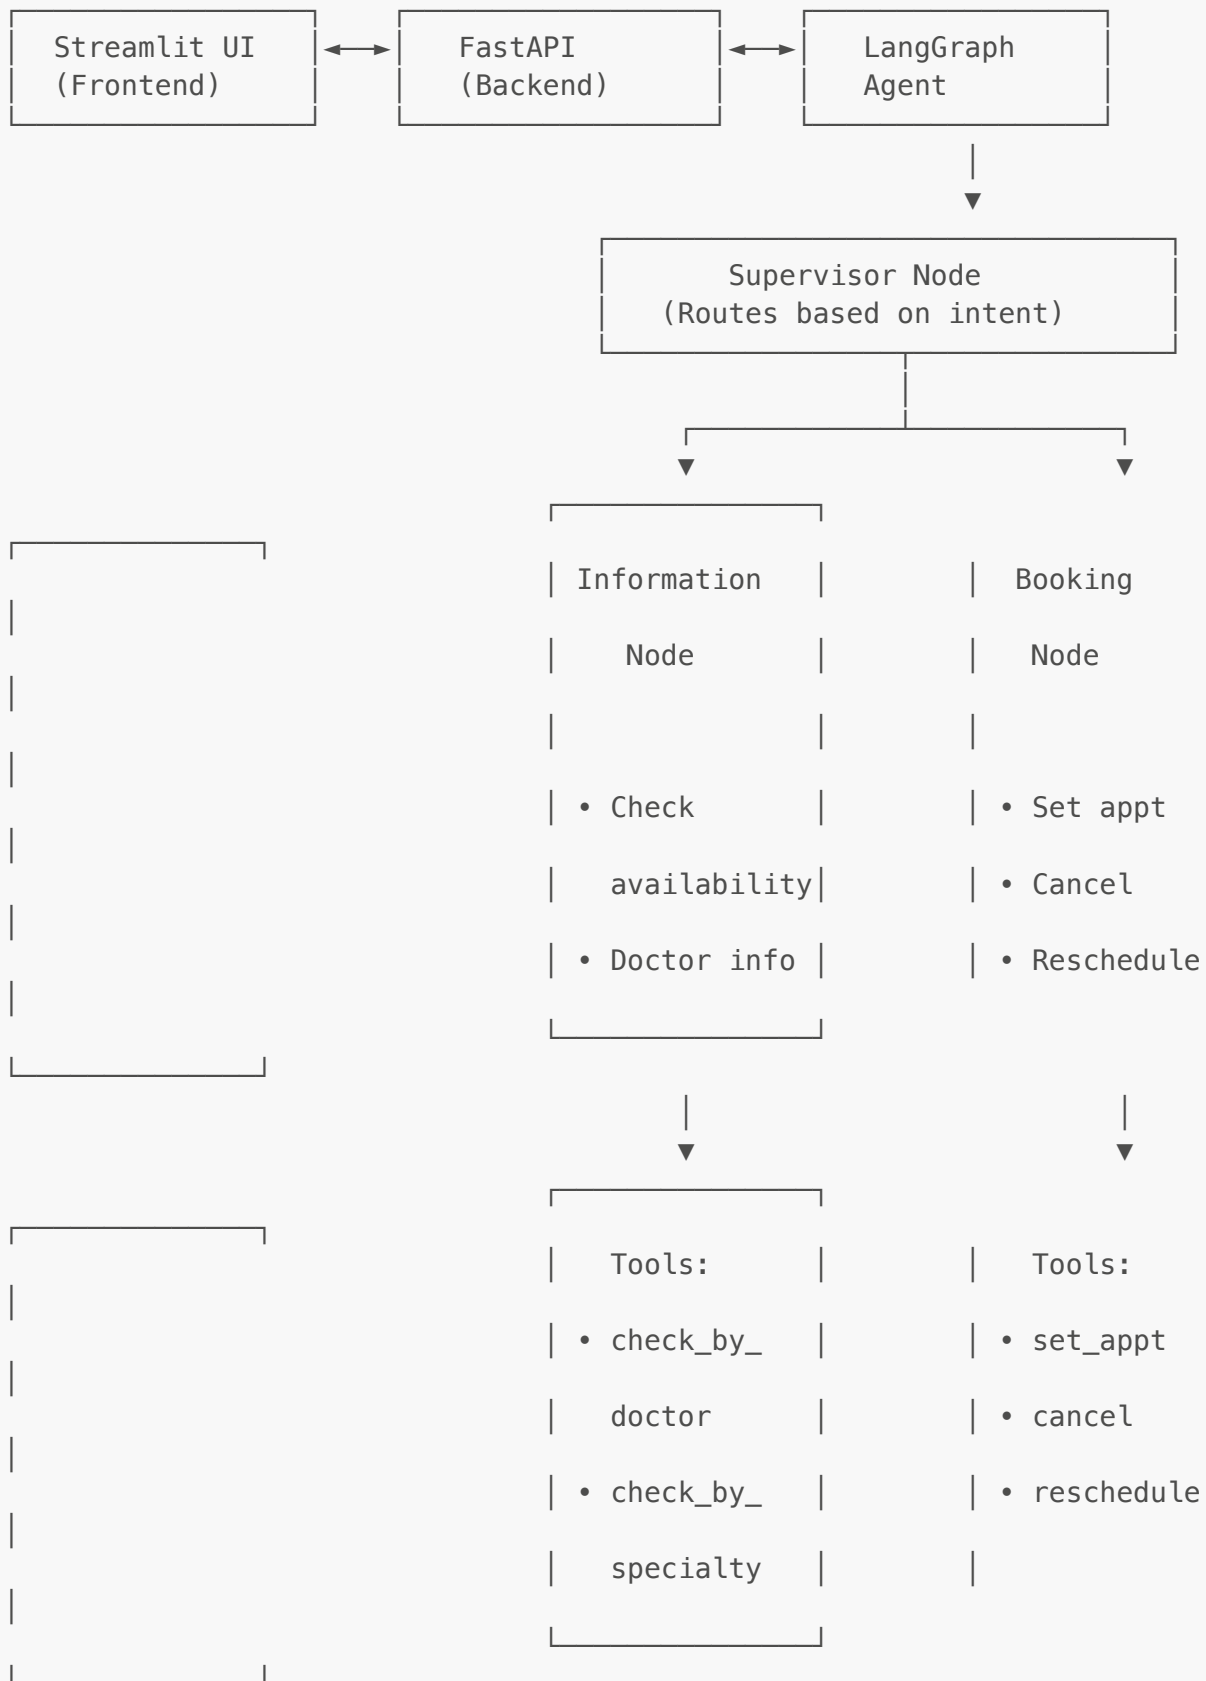 Streamlit UI FastAPI LangGraph
(Frontend) (Backend) Agent
Supervisor Node
(Routes based on intent)
Information Booking
Node Node
• Check • Set appt
availability • Cancel
• Doctor info • Reschedule
Tools: Tools:
• check_by_ • set_appt
doctor • cancel
• check_by_ • reschedule
specialty